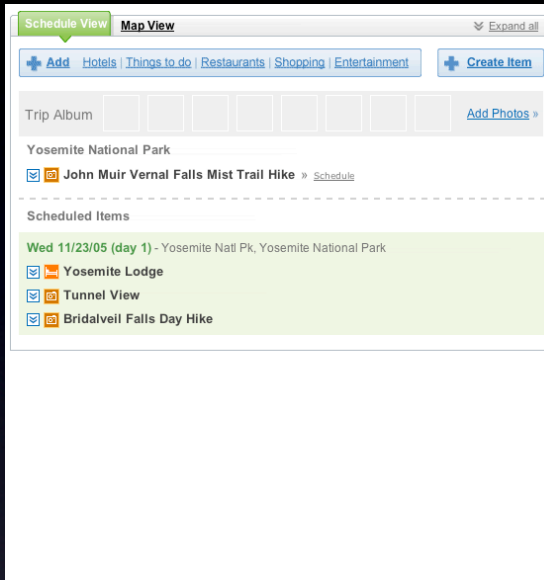 Schedule View Map View Expand all
Add Hotels | Things to do | Restaurants | Shopping | Entertainment Create Item
Trip Album Add Photos »
Yosemite National Park
John Muir Vernal Falls Mist Trail Hike » Schedule
Scheduled Items
Wed 11/23/05 (day 1) - Yosemite Natl Pk, Yosemite National Park
Yosemite Lodge
Tunnel View
Bridalveil Falls Day Hike